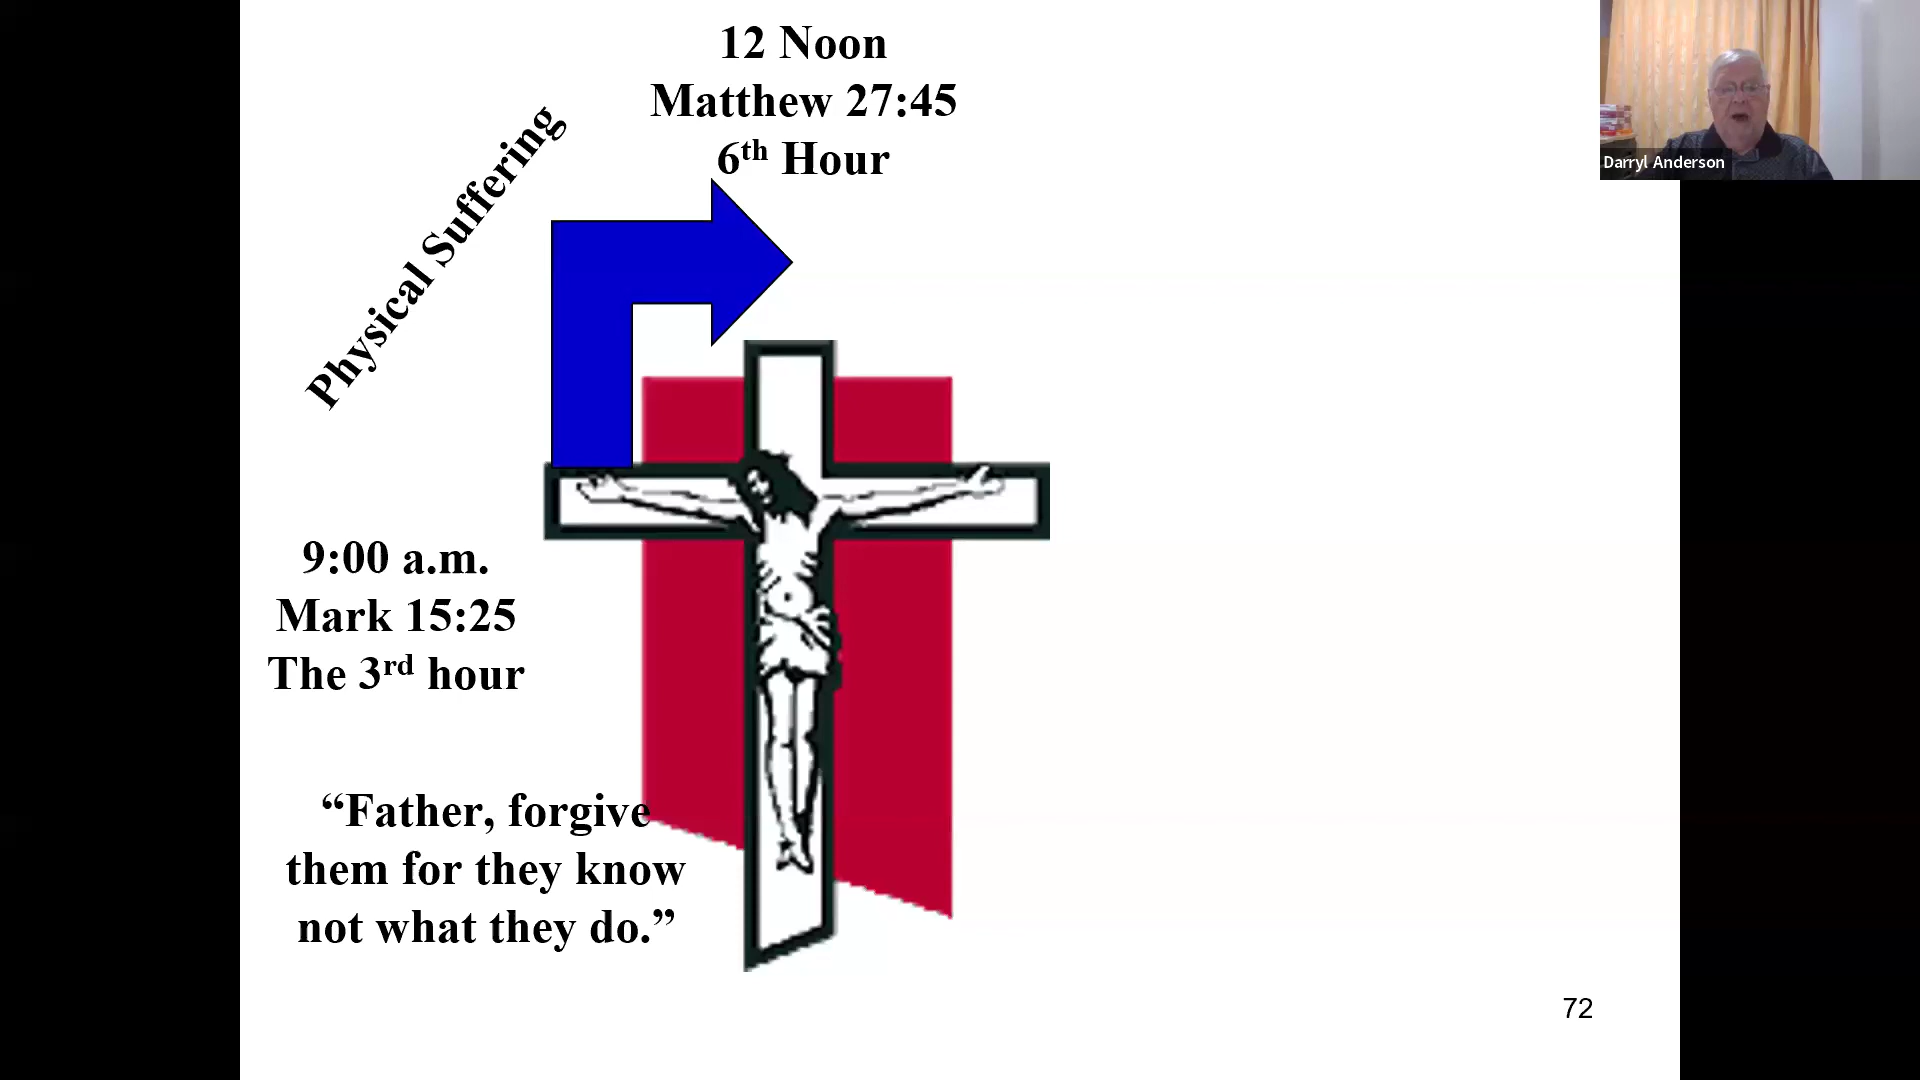 12 Noon
Matthew 27:45
6th Hour
Darryl Anderson
Physical Suffering
9:00 a.m.
Mark 15:25
The 3rd hour
“Father, forgive
them for they know
not what they do.”
72